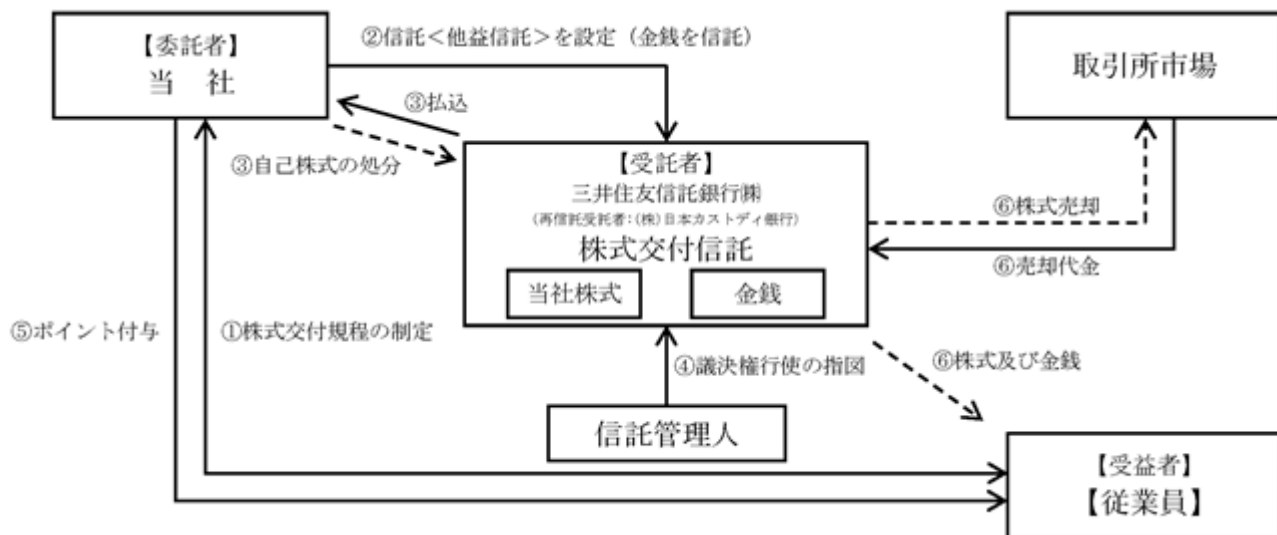 【委託者】
当　社
②信託＜他益信託＞を設定（金銭を信託）
取引所市場
③払込
③自己株式の処分
【受託者】
三井住友信託銀行㈱
（再信託受託者：（株）日本カストディ銀行）
株式交付信託
当社株式
金銭
⑥株式売却
⑥売却代金
⑤ポイント付与
①株式交付規程の制定
④議決権行使の指図
⑥株式及び金銭
信託管理人
【受益者】
【従業員】